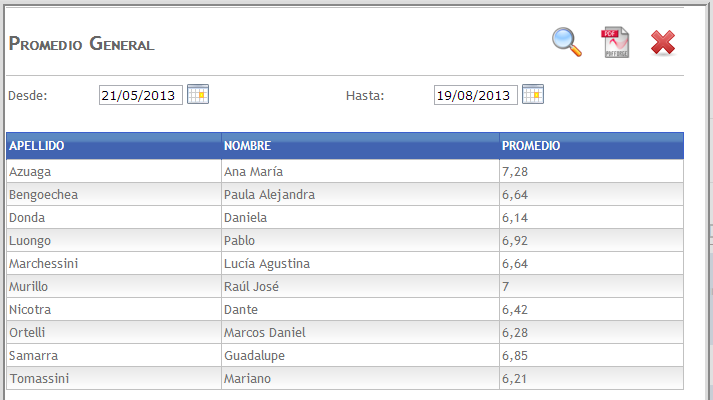 Promedio General
PDF
Desde: 21/05/2013 Hasta: 19/08/2013
APELLIDO NOMBRE PROMEDIO
Azuaga Ana María 7,28
Bengoechea Paula Alejandra 6,64
Donda Daniela 6,14
Luongo Pablo 6,92
Marchessini Lucía Agustina 6,64
Murillo Raúl José 7
Nicotra Dante 6,42
Ortelli Marcos Daniel 6,28
Samarra Guadalupe 6,85
Tomassini Mariano 6,21